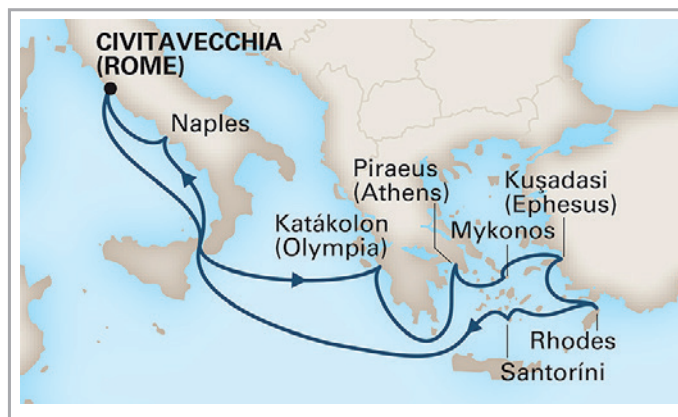 CIVITAVECCHIA
(ROME)
Naples
Piraeus
(Athens)
Kuşadasi
(Ephesus)
Katákolon
(Olympia)
Mykonos
Rhodes
Santoríni